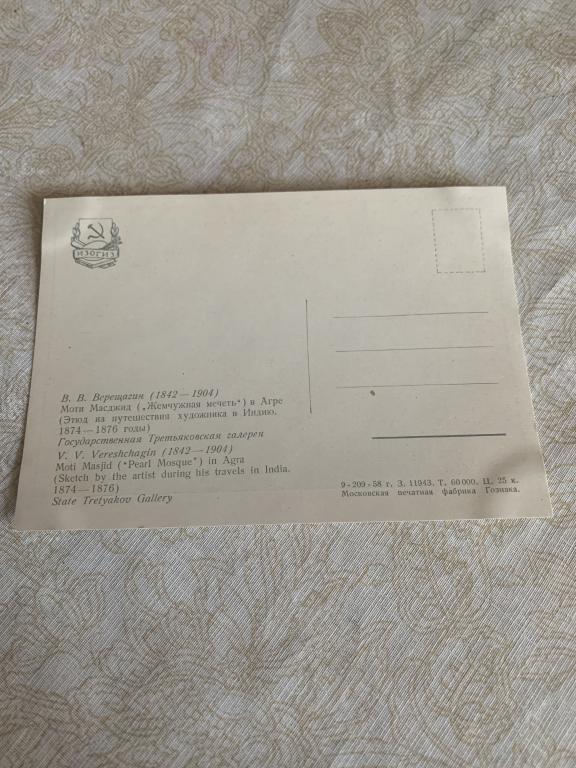 ИЗОГИЗ
В. В. Верещагин (1842 — 1904)
Моти Масджид („Жемчужная мечеть“) в Агре
(Этюд из путешествия художника в Индию.
1874 — 1876 годы)
Государственная Третьяковская галерея
V. V. Vereshchagin (1842 — 1904)
Moti Masjid (“Pearl Mosque”) in Agra
(Sketch by the artist during his travels in India.
1874 — 1876)
State Tretyakov Gallery
9 - 209 - 58 г. З. 11943. Т. 60 000. Ц. 25 к.
Московская печатная фабрика Гознака.